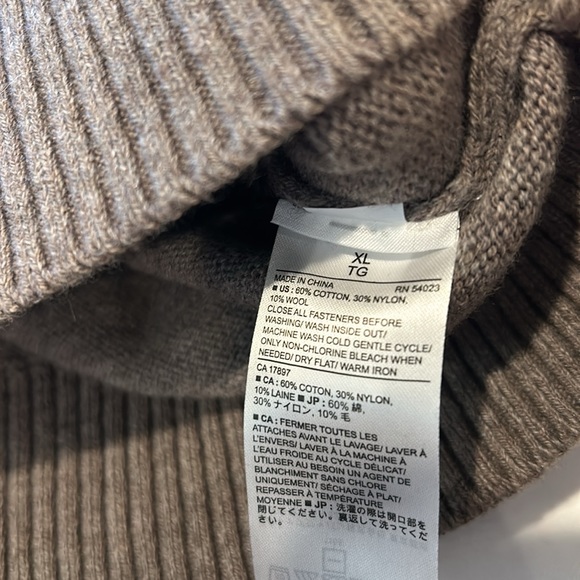 XL
TG
MADE IN CHINA RN 54023
■ US: 60% COTTON, 30% NYLON,
10% WOOL
CLOSE ALL FASTENERS BEFORE
WASHING/ WASH INSIDE OUT/
MACHINE WASH COLD GENTLE CYCLE/
ONLY NON-CHLORINE BLEACH WHEN
NEEDED/ DRY FLAT/ WARM IRON
CA 17897
■ CA: 60% COTON, 30% NYLON,
10% LAINE ■ JP: 60% 綿,
30% ナイロン, 10% 毛
■ CA: FERMER TOUTES LES
ATTACHES AVANT LE LAVAGE/ LAVER À
L'ENVERS/ LAVER À LA MACHINE À
L'EAU FROIDE AU CYCLE DÉLICAT/
UTILISER AU BESOIN UN AGENT DE
BLANCHIMENT SANS CHLORE
UNIQUEMENT/ SÉCHAGE À PLAT/
REPASSER À TEMPÉRATURE
MOYENNE ■ JP: 洗濯の際は開口部を
閉じてください。裏返して洗ってくだ
さい。